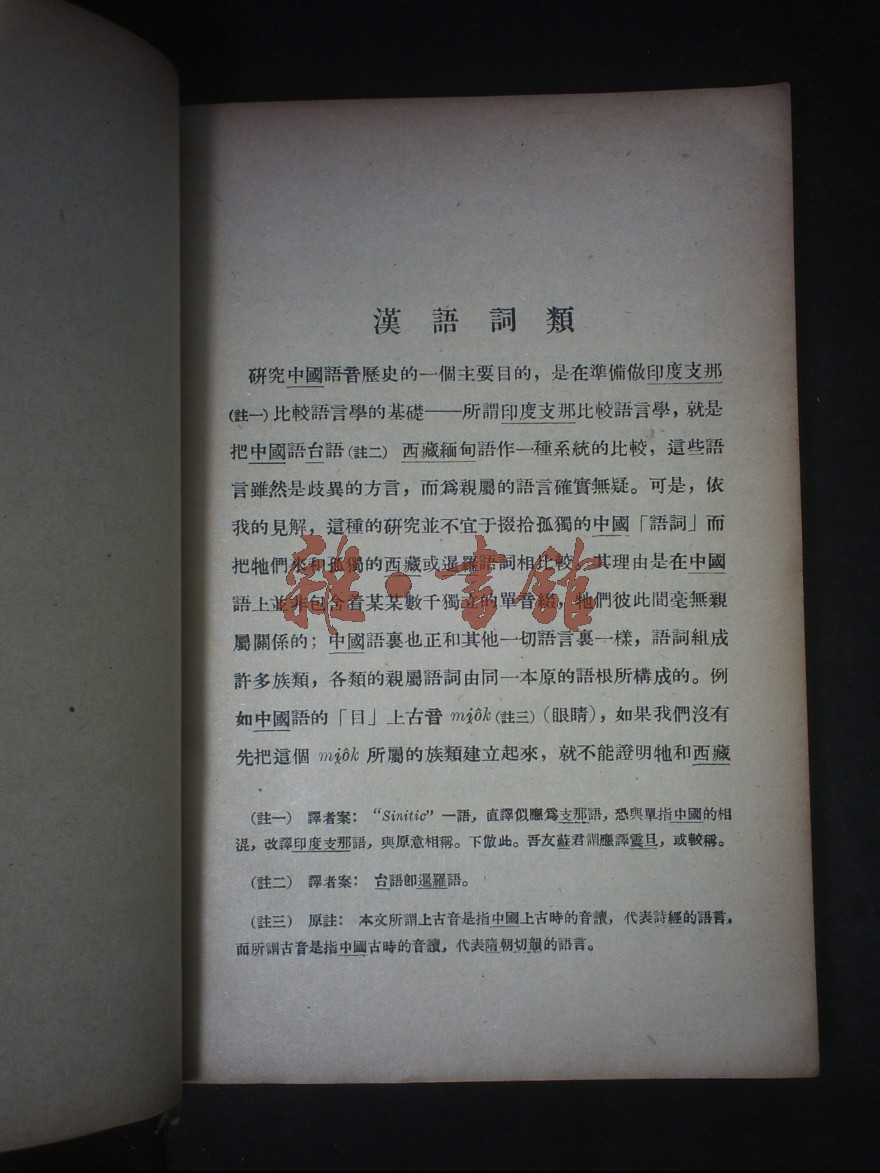 漢語詞類
研究中國語音歷史的一個主要目的，是在準備做印度支那
(註一)比較語言學的基礎——所謂印度支那比較語言學，就是
把中國語台語(註二) 西藏緬甸語作一種系統的比較，這些語
言雖然是歧異的方言，而爲親屬的語言確實無疑。可是，依
我的見解，這種的研究並不宜于掇拾孤獨的中國「語詞」而
把牠們來和孤獨的西藏或暹羅語詞相比較。其理由是在中國
語上並非包含着某某數千獨立的單音綴，牠們彼此間毫無親
屬關係的；中國語裏也正和其他一切語言裏一樣，語詞組成
許多族類，各類的親屬語詞由同一本原的語根所構成的。例
如中國語的「目」上古音 mi̯ôk (註三) (眼睛)，如果我們沒有
先把這個 mi̯ôk 所屬的族類建立起來，就不能證明牠和西藏
(註一) 譯者案：“Sinitic” 一語，直譯似應爲支那語，恐與單指中國的相
混，改譯印度支那語，與原意相稱。下倣此。吾友蘇君謂應譯震旦，或較稱。
(註二) 譯者案：台語卽暹羅語。
(註三) 原註：本文所謂上古音是指中國上古時的音讀，代表詩經的語言，
而所謂古音是指中國古時的音讀，代表隋朝切韻的語言。
雜·書館